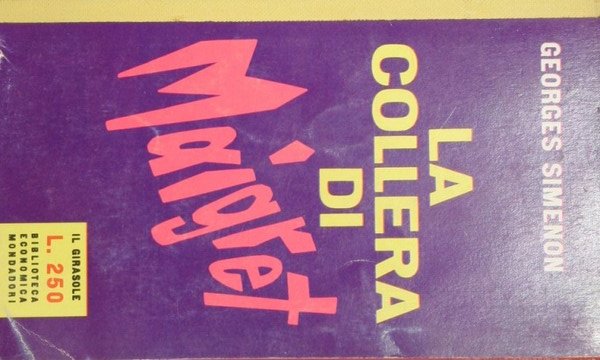 GEORGES SIMENON
LA
COLLERA
DI
Maigret
IL GIRASOLE
L. 250
BIBLIOTECA
ECONOMICA
MONDADORI